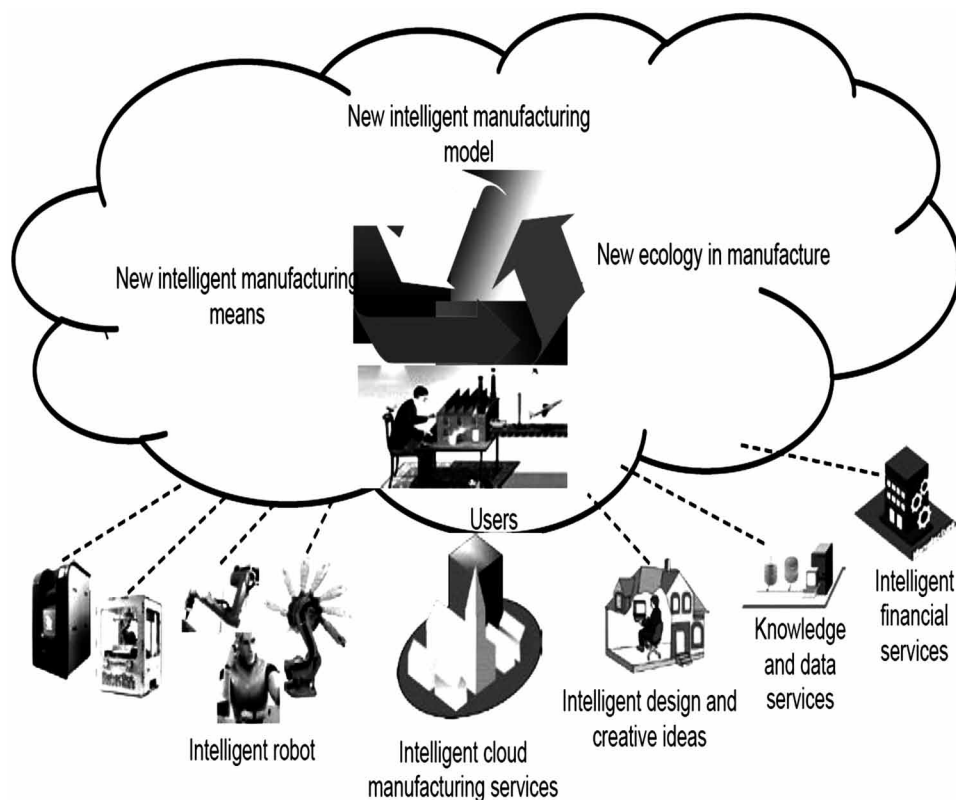 New intelligent manufacturing
model
New ecology in manufacture
New intelligent manufacturing
means
Users
Intelligent robot
Intelligent cloud
manufacturing services
Intelligent design and
creative ideas
Knowledge
and data
services
Intelligent
financial
services